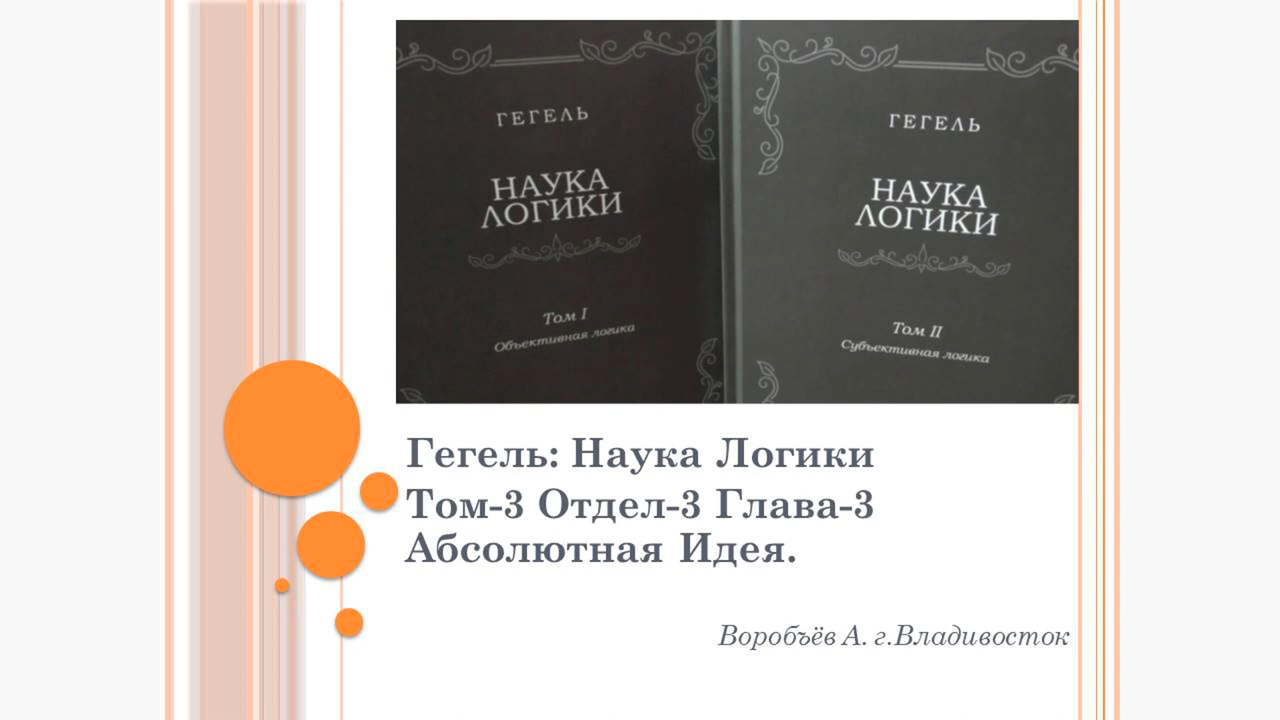 ГЕГЕЛЬ
НАУКА
ЛОГИКИ
Том I
Объективная логика
ГЕГЕЛЬ
НАУКА
ЛОГИКИ
Том II
Субъективная логика
Гегель: Наука Логики
Том-3 Отдел-3 Глава-3
Абсолютная Идея.
Воробъёв А. г.Владивосток